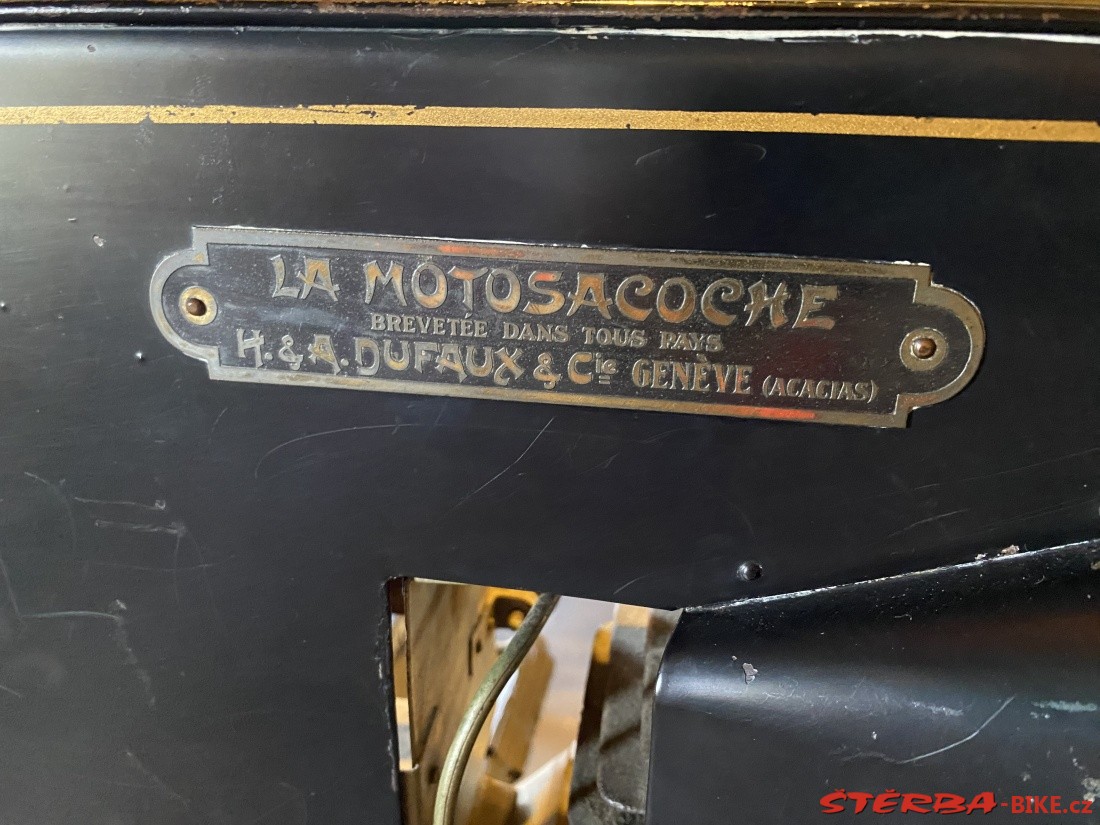 LA MOTOSACOCHE
BREVETÉE DANS TOUS PAYS
H. & A. DUFAUX & Cie GENÈVE (ACACIAS)
ŠTĚRBA-BIKE.cz